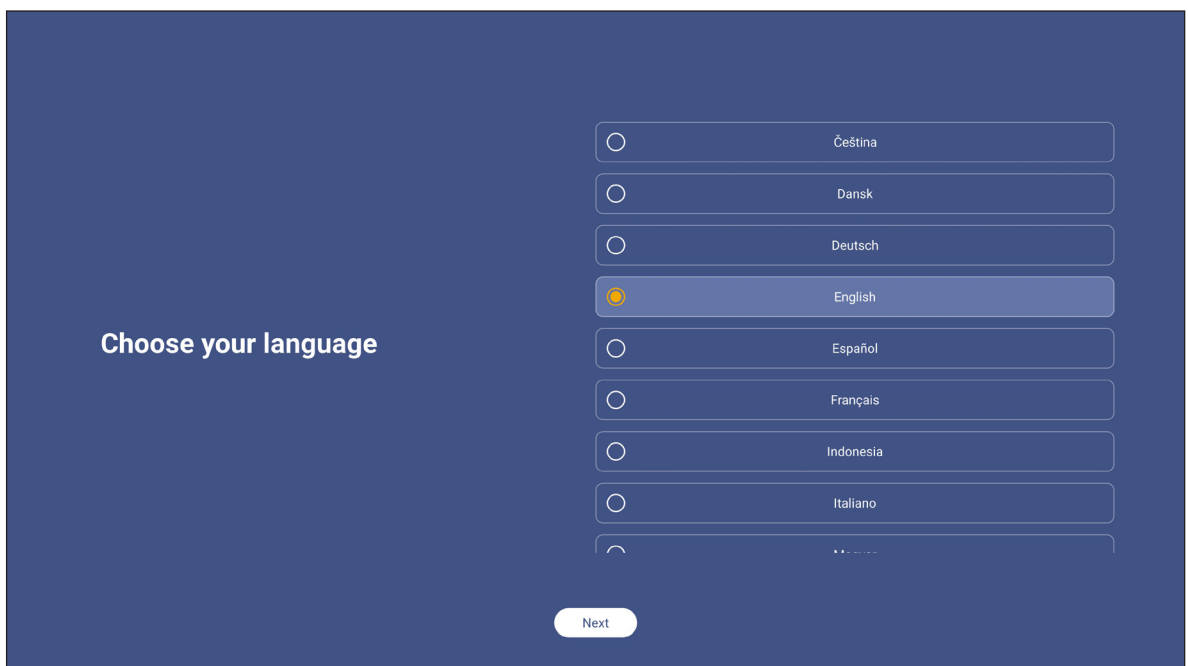 Choose your language
Čeština
Dansk
Deutsch
English
Español
Français
Indonesia
Italiano
Next